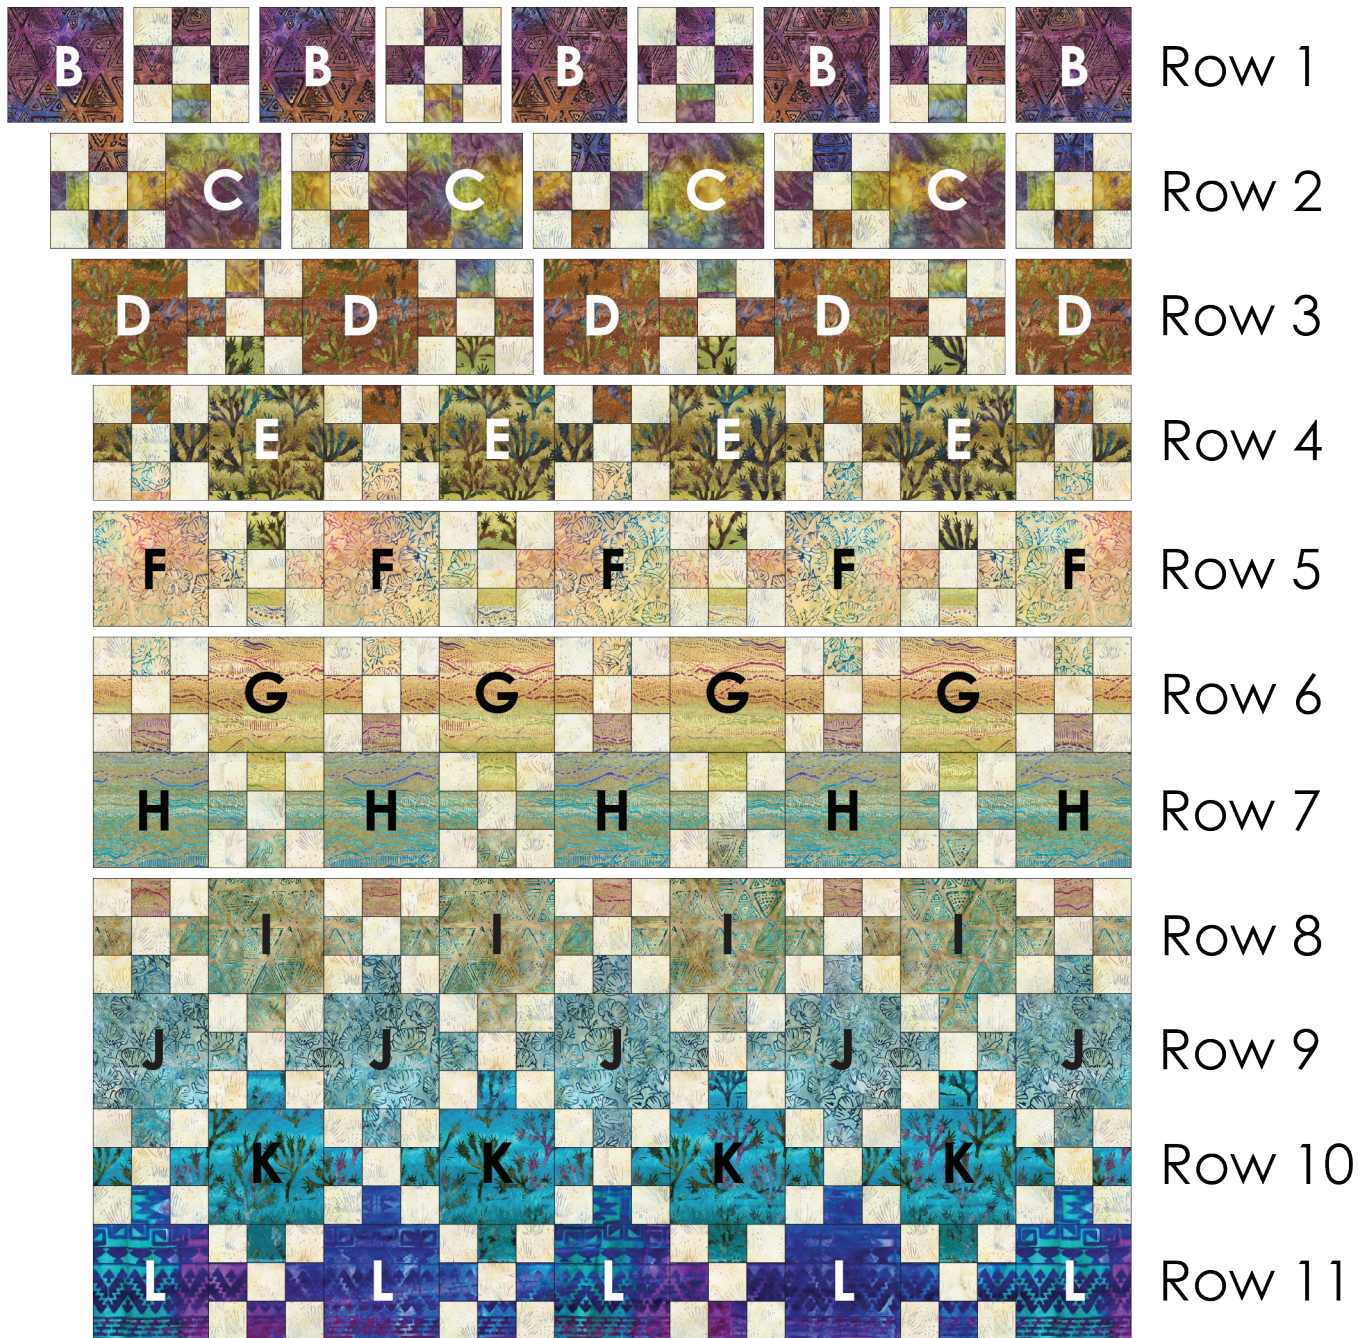 B B B B B Row 1
C C C C Row 2
D D D D D Row 3
E E E E Row 4
F F F F F Row 5
G G G G Row 6
H H H H H Row 7
I I I I Row 8
J J J J J Row 9
K K K K Row 10
L L L L L Row 11